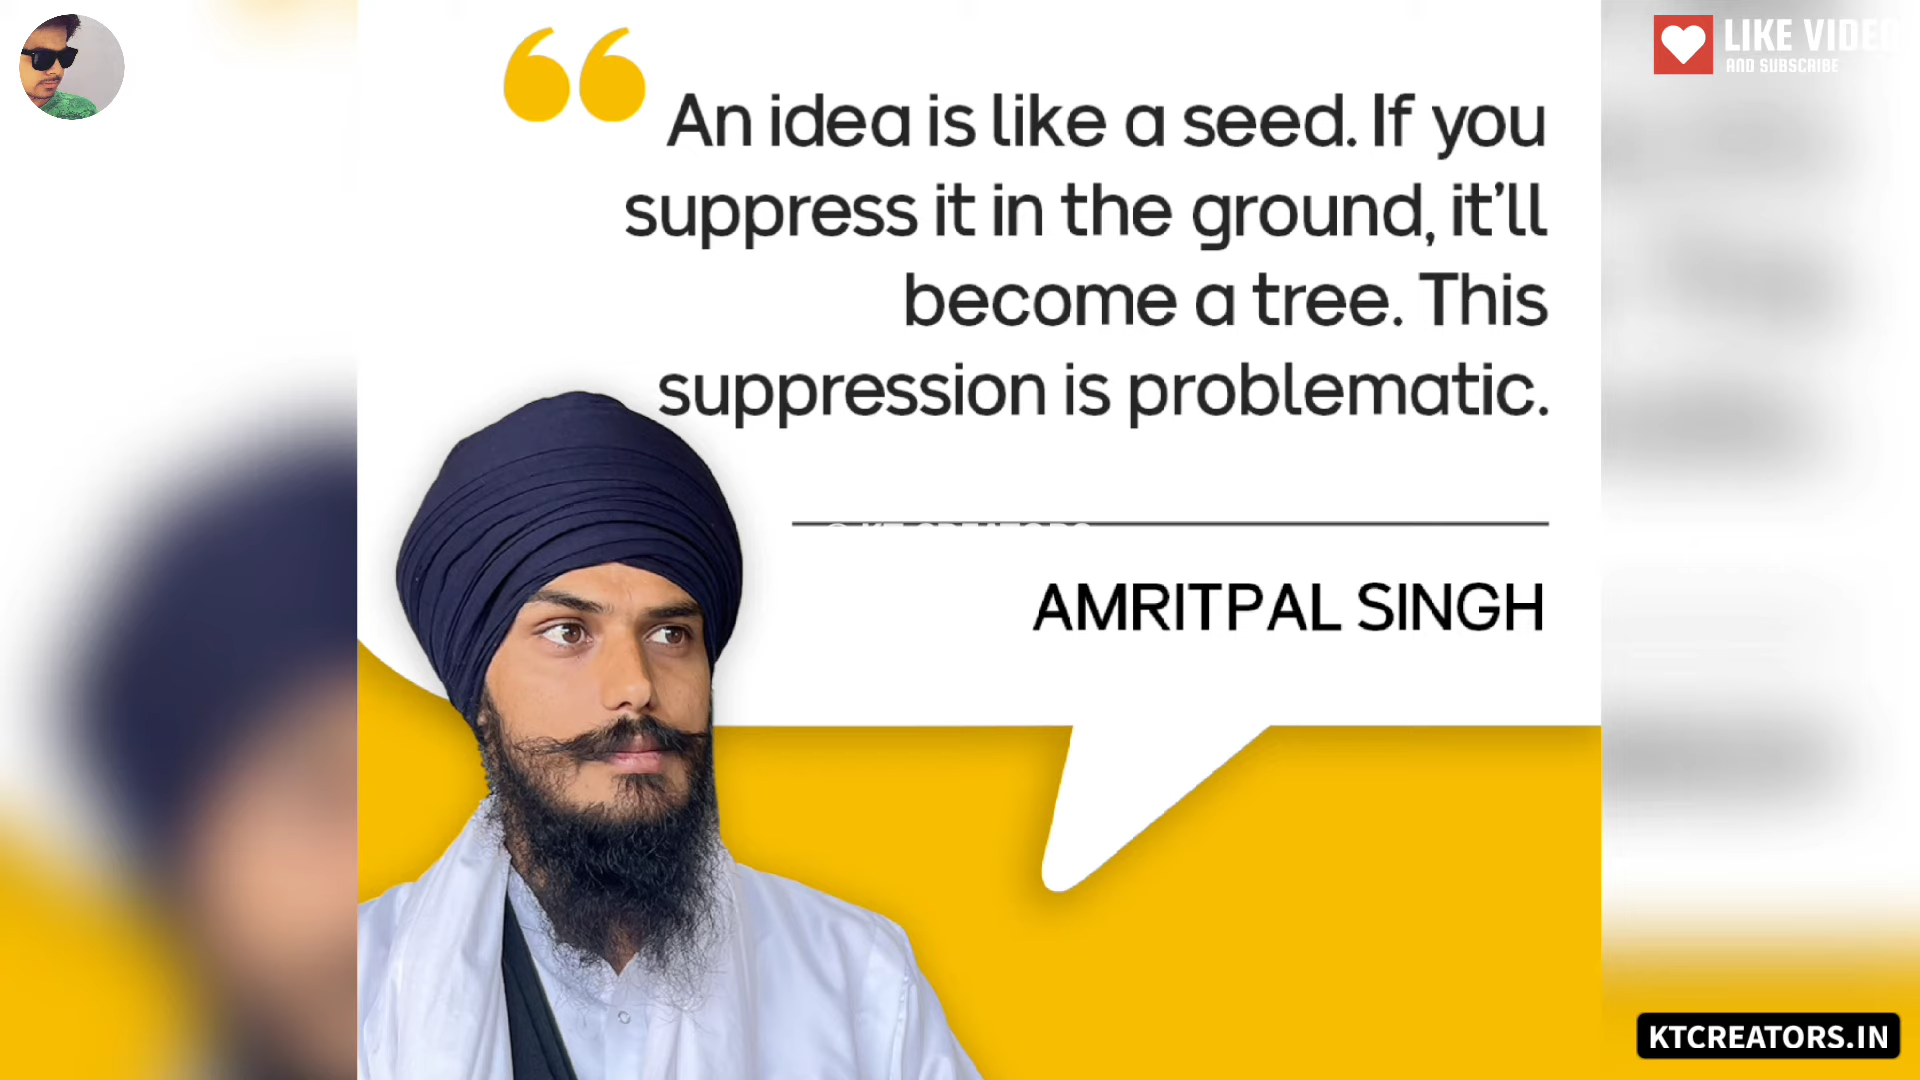 LIKE VIDEO
AND SUBSCRIBE
An idea is like a seed. If you
suppress it in the ground, it’ll
become a tree. This
suppression is problematic.
AMRITPAL SINGH
KTCREATORS.IN